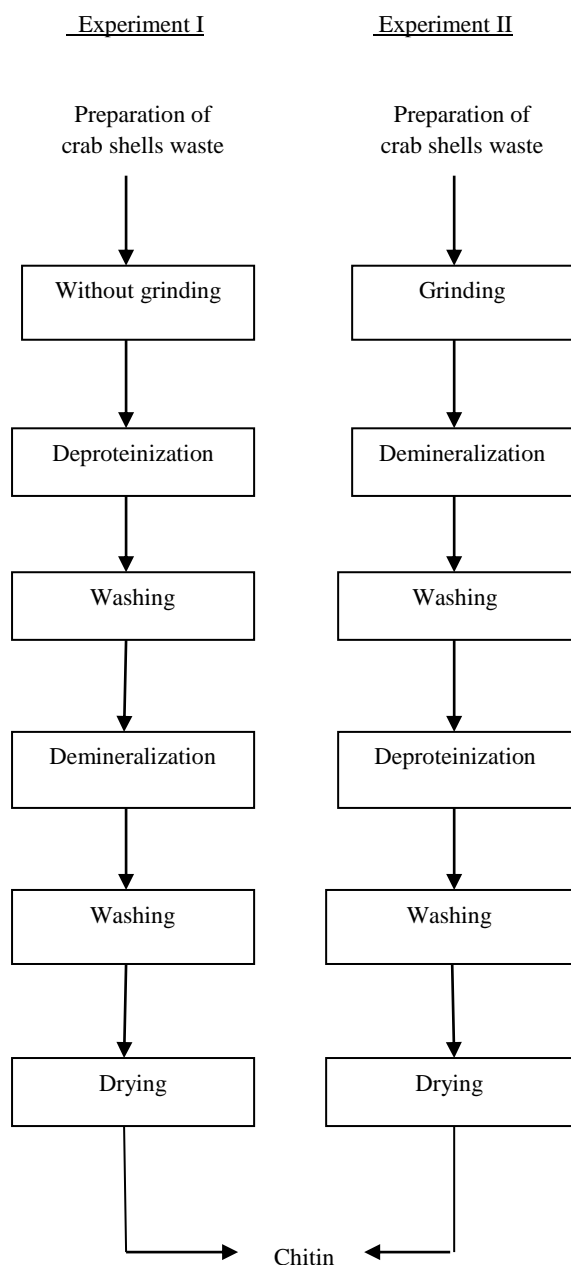 Experiment I
Preparation of
crab shells waste
Without grinding
Deproteinization
Washing
Demineralization
Washing
Drying
Experiment II
Preparation of
crab shells waste
Grinding
Demineralization
Washing
Deproteinization
Washing
Drying
Chitin